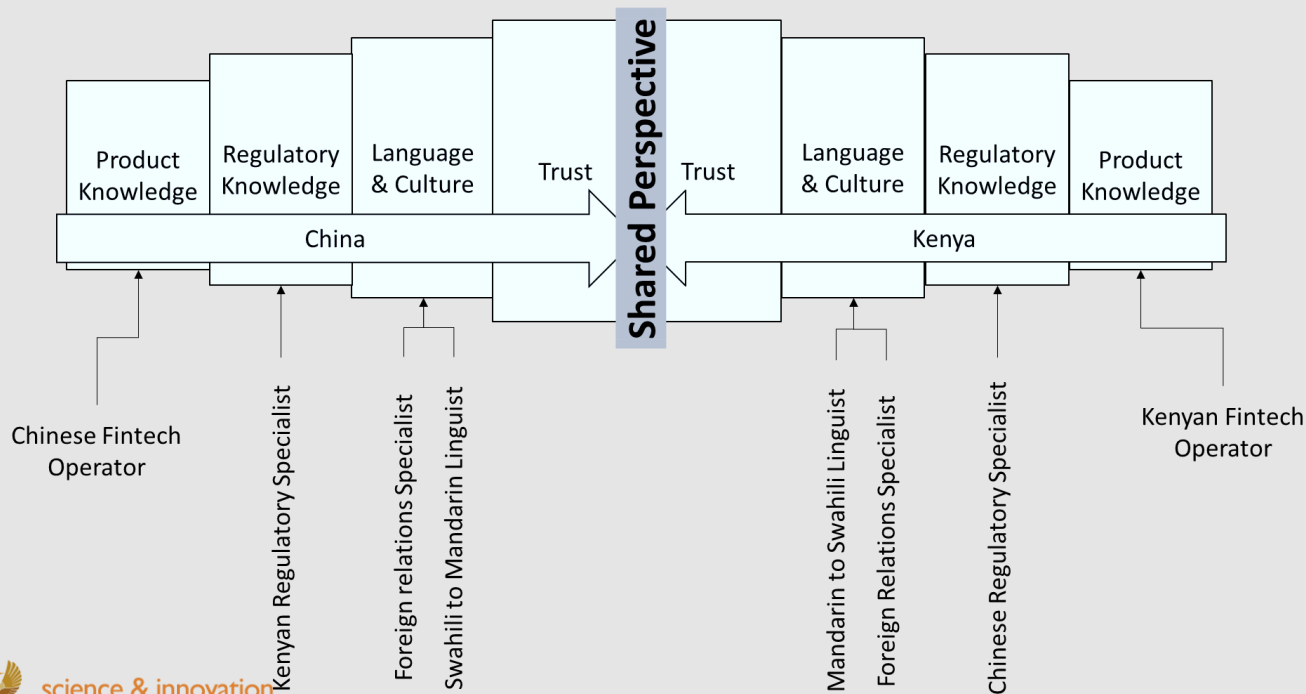 Product
Knowledge
Regulatory
Knowledge
Language
& Culture
Trust
Shared Perspective
Trust
Language
& Culture
Regulatory
Knowledge
Product
Knowledge
China
Kenya
Chinese Fintech
Operator
Kenyan Regulatory Specialist
Foreign relations Specialist
Swahili to Mandarin Linguist
Mandarin to Swahili Linguist
Foreign Relations Specialist
Chinese Regulatory Specialist
Kenyan Fintech
Operator
science & innovation